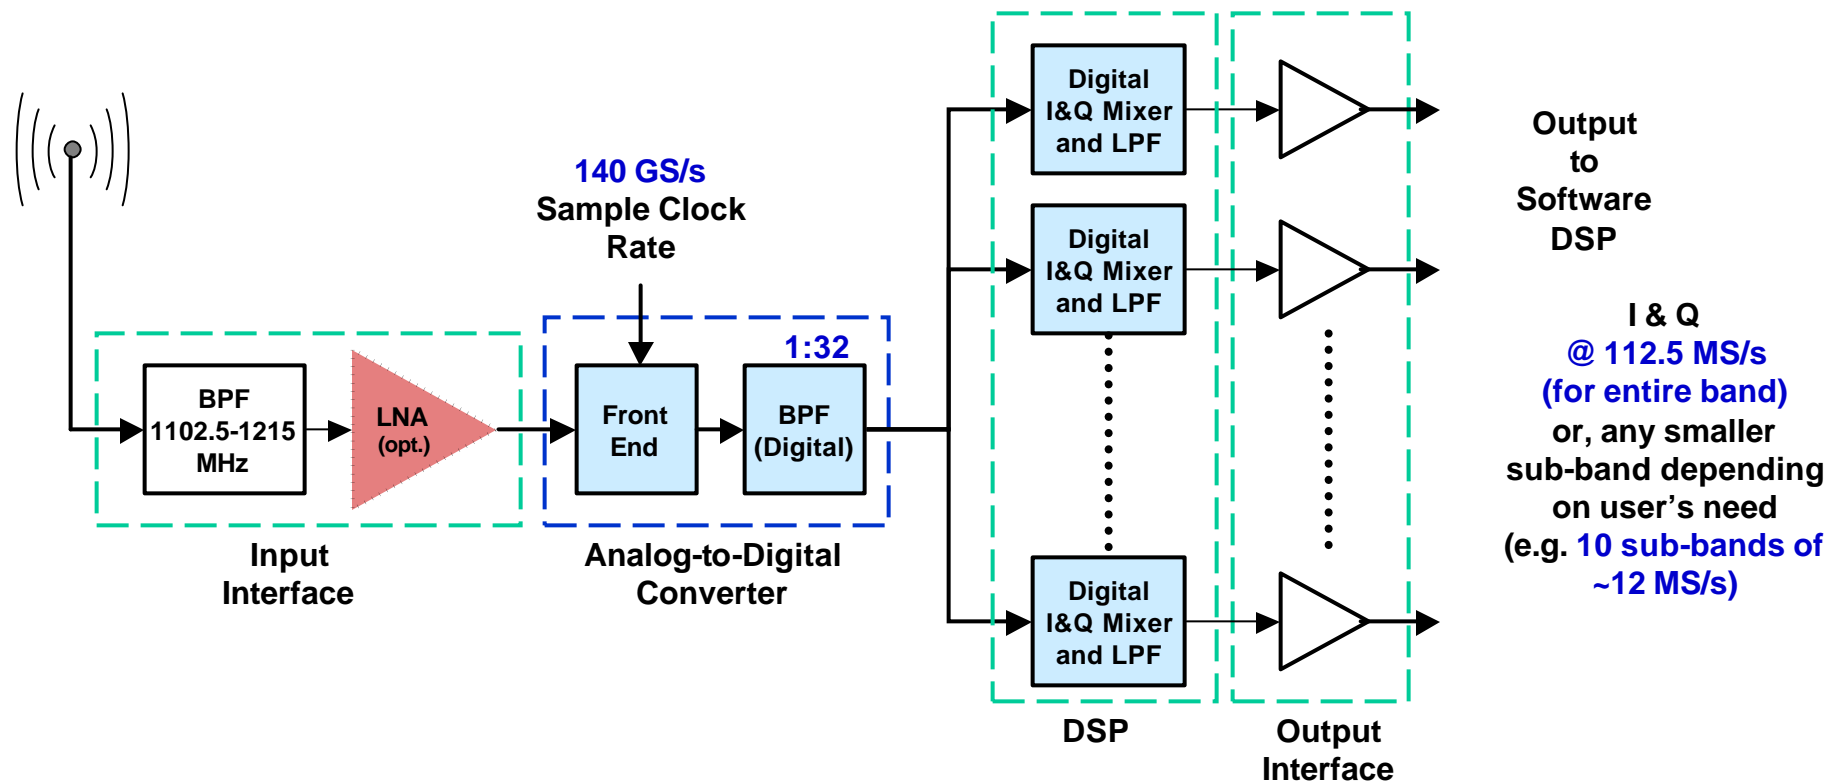 140 GS/s
Sample Clock
Rate
BPF
1102.5-1215
MHz
LNA
(opt.)
Input
Interface
Front
End
1:32
BPF
(Digital)
Analog-to-Digital
Converter
Digital
I&Q Mixer
and LPF
Digital
I&Q Mixer
and LPF
Digital
I&Q Mixer
and LPF
DSP
Output
Interface
Output
to
Software
DSP
I & Q
@ 112.5 MS/s
(for entire band)
or, any smaller
sub-band depending
on user's need
(e.g. 10 sub-bands of
~12 MS/s)